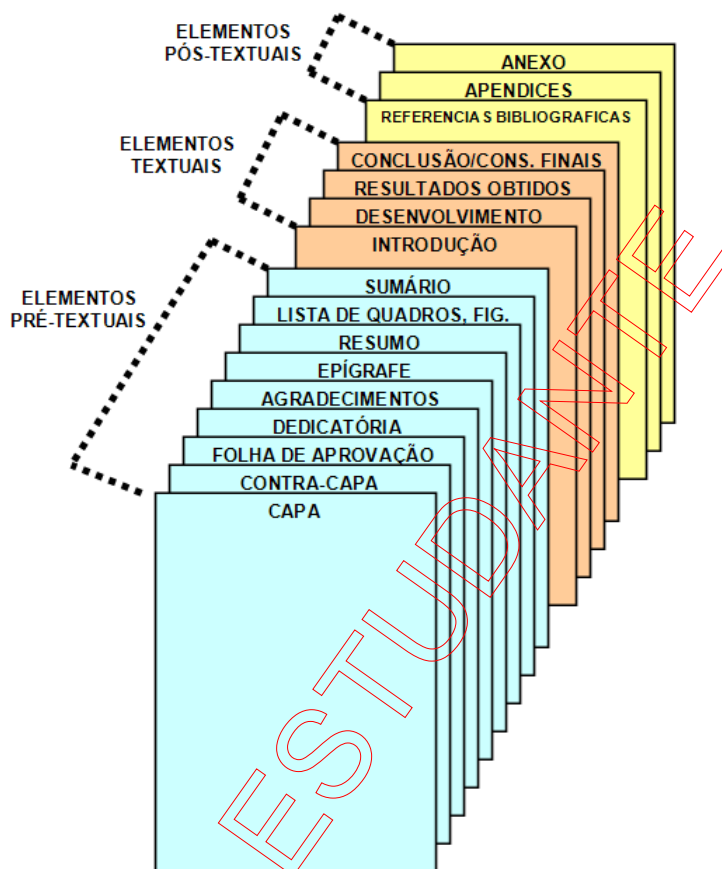 ELEMENTOS
PÓS-TEXTUAIS
ANEXO
APENDICES
REFERENCIAS BIBLIOGRAFICAS
ELEMENTOS
TEXTUAIS
CONCLUSÃO/CONS. FINAIS
RESULTADOS OBTIDOS
DESENVOLVIMENTO
INTRODUÇÃO
ELEMENTOS
PRÉ-TEXTUAIS
SUMÁRIO
LISTA DE QUADROS, FIG.
RESUMO
EPÍGRAFE
AGRADECIMENTOS
DEDICATÓRIA
FOLHA DE APROVAÇÃO
CONTRA-CAPA
CAPA
ESTUDANTE